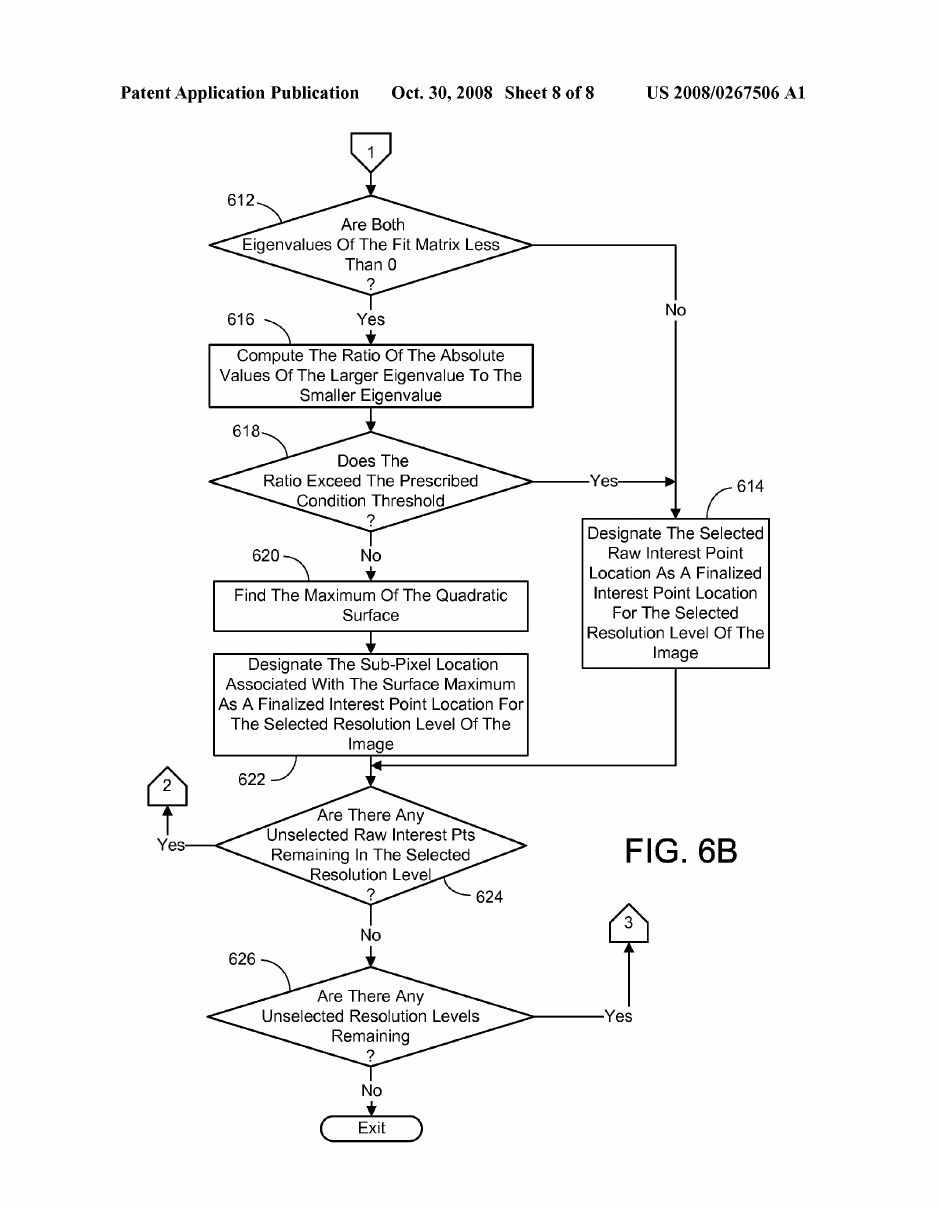 Patent Application Publication Oct. 30, 2008 Sheet 8 of 8 US 2008/0267506 A1
1
612
Are Both
Eigenvalues Of The Fit Matrix Less
Than 0
?
No
Yes
616
Compute The Ratio Of The Absolute
Values Of The Larger Eigenvalue To The
Smaller Eigenvalue
618
Does The
Ratio Exceed The Prescribed
Condition Threshold
?
Yes
614
Designate The Selected
Raw Interest Point
Location As A Finalized
Interest Point Location
For The Selected
Resolution Level Of The
Image
No
620
Find The Maximum Of The Quadratic
Surface
Designate The Sub-Pixel Location
Associated With The Surface Maximum
As A Finalized Interest Point Location For
The Selected Resolution Level Of The
Image
622
2
Yes
Are There Any
Unselected Raw Interest Pts
Remaining In The Selected
Resolution Level
?
624
FIG. 6B
No
3
626
Are There Any
Unselected Resolution Levels
Remaining
?
Yes
No
Exit